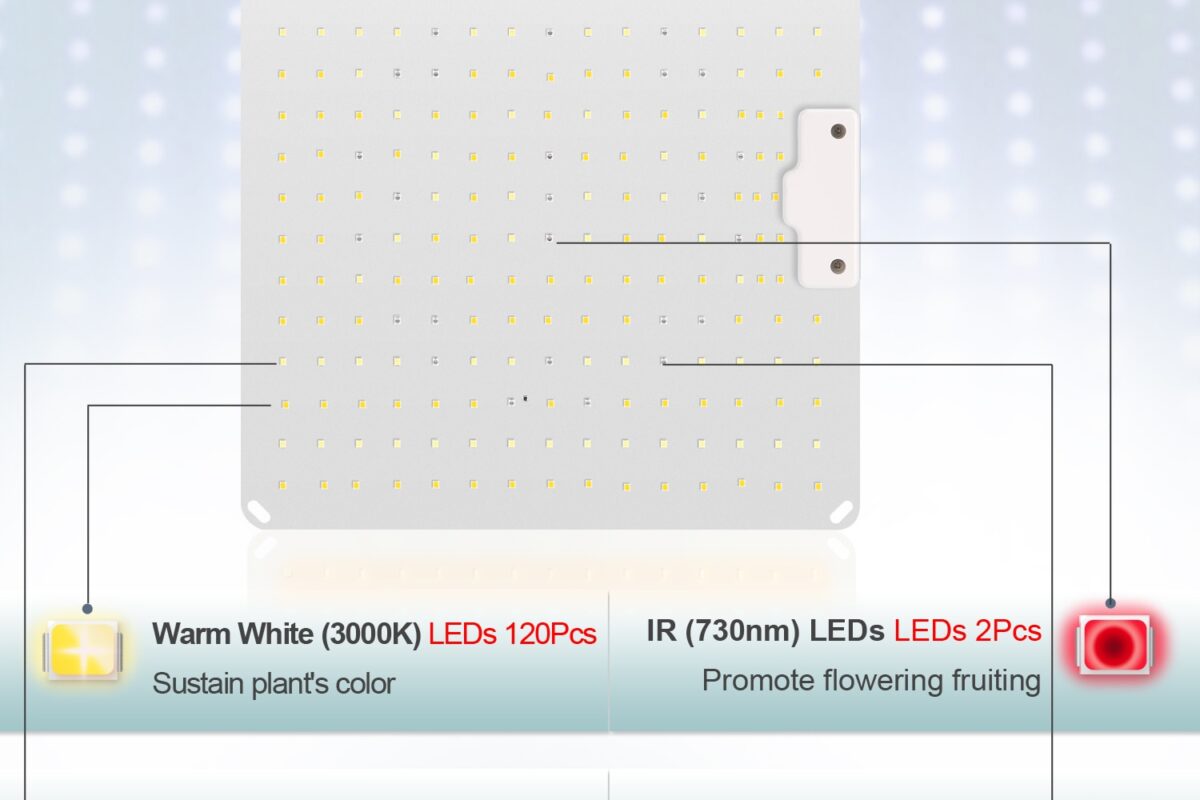 Warm White (3000K) LEDs 120Pcs
Sustain plant's color
IR (730nm) LEDs LEDs 2Pcs
Promote flowering fruiting